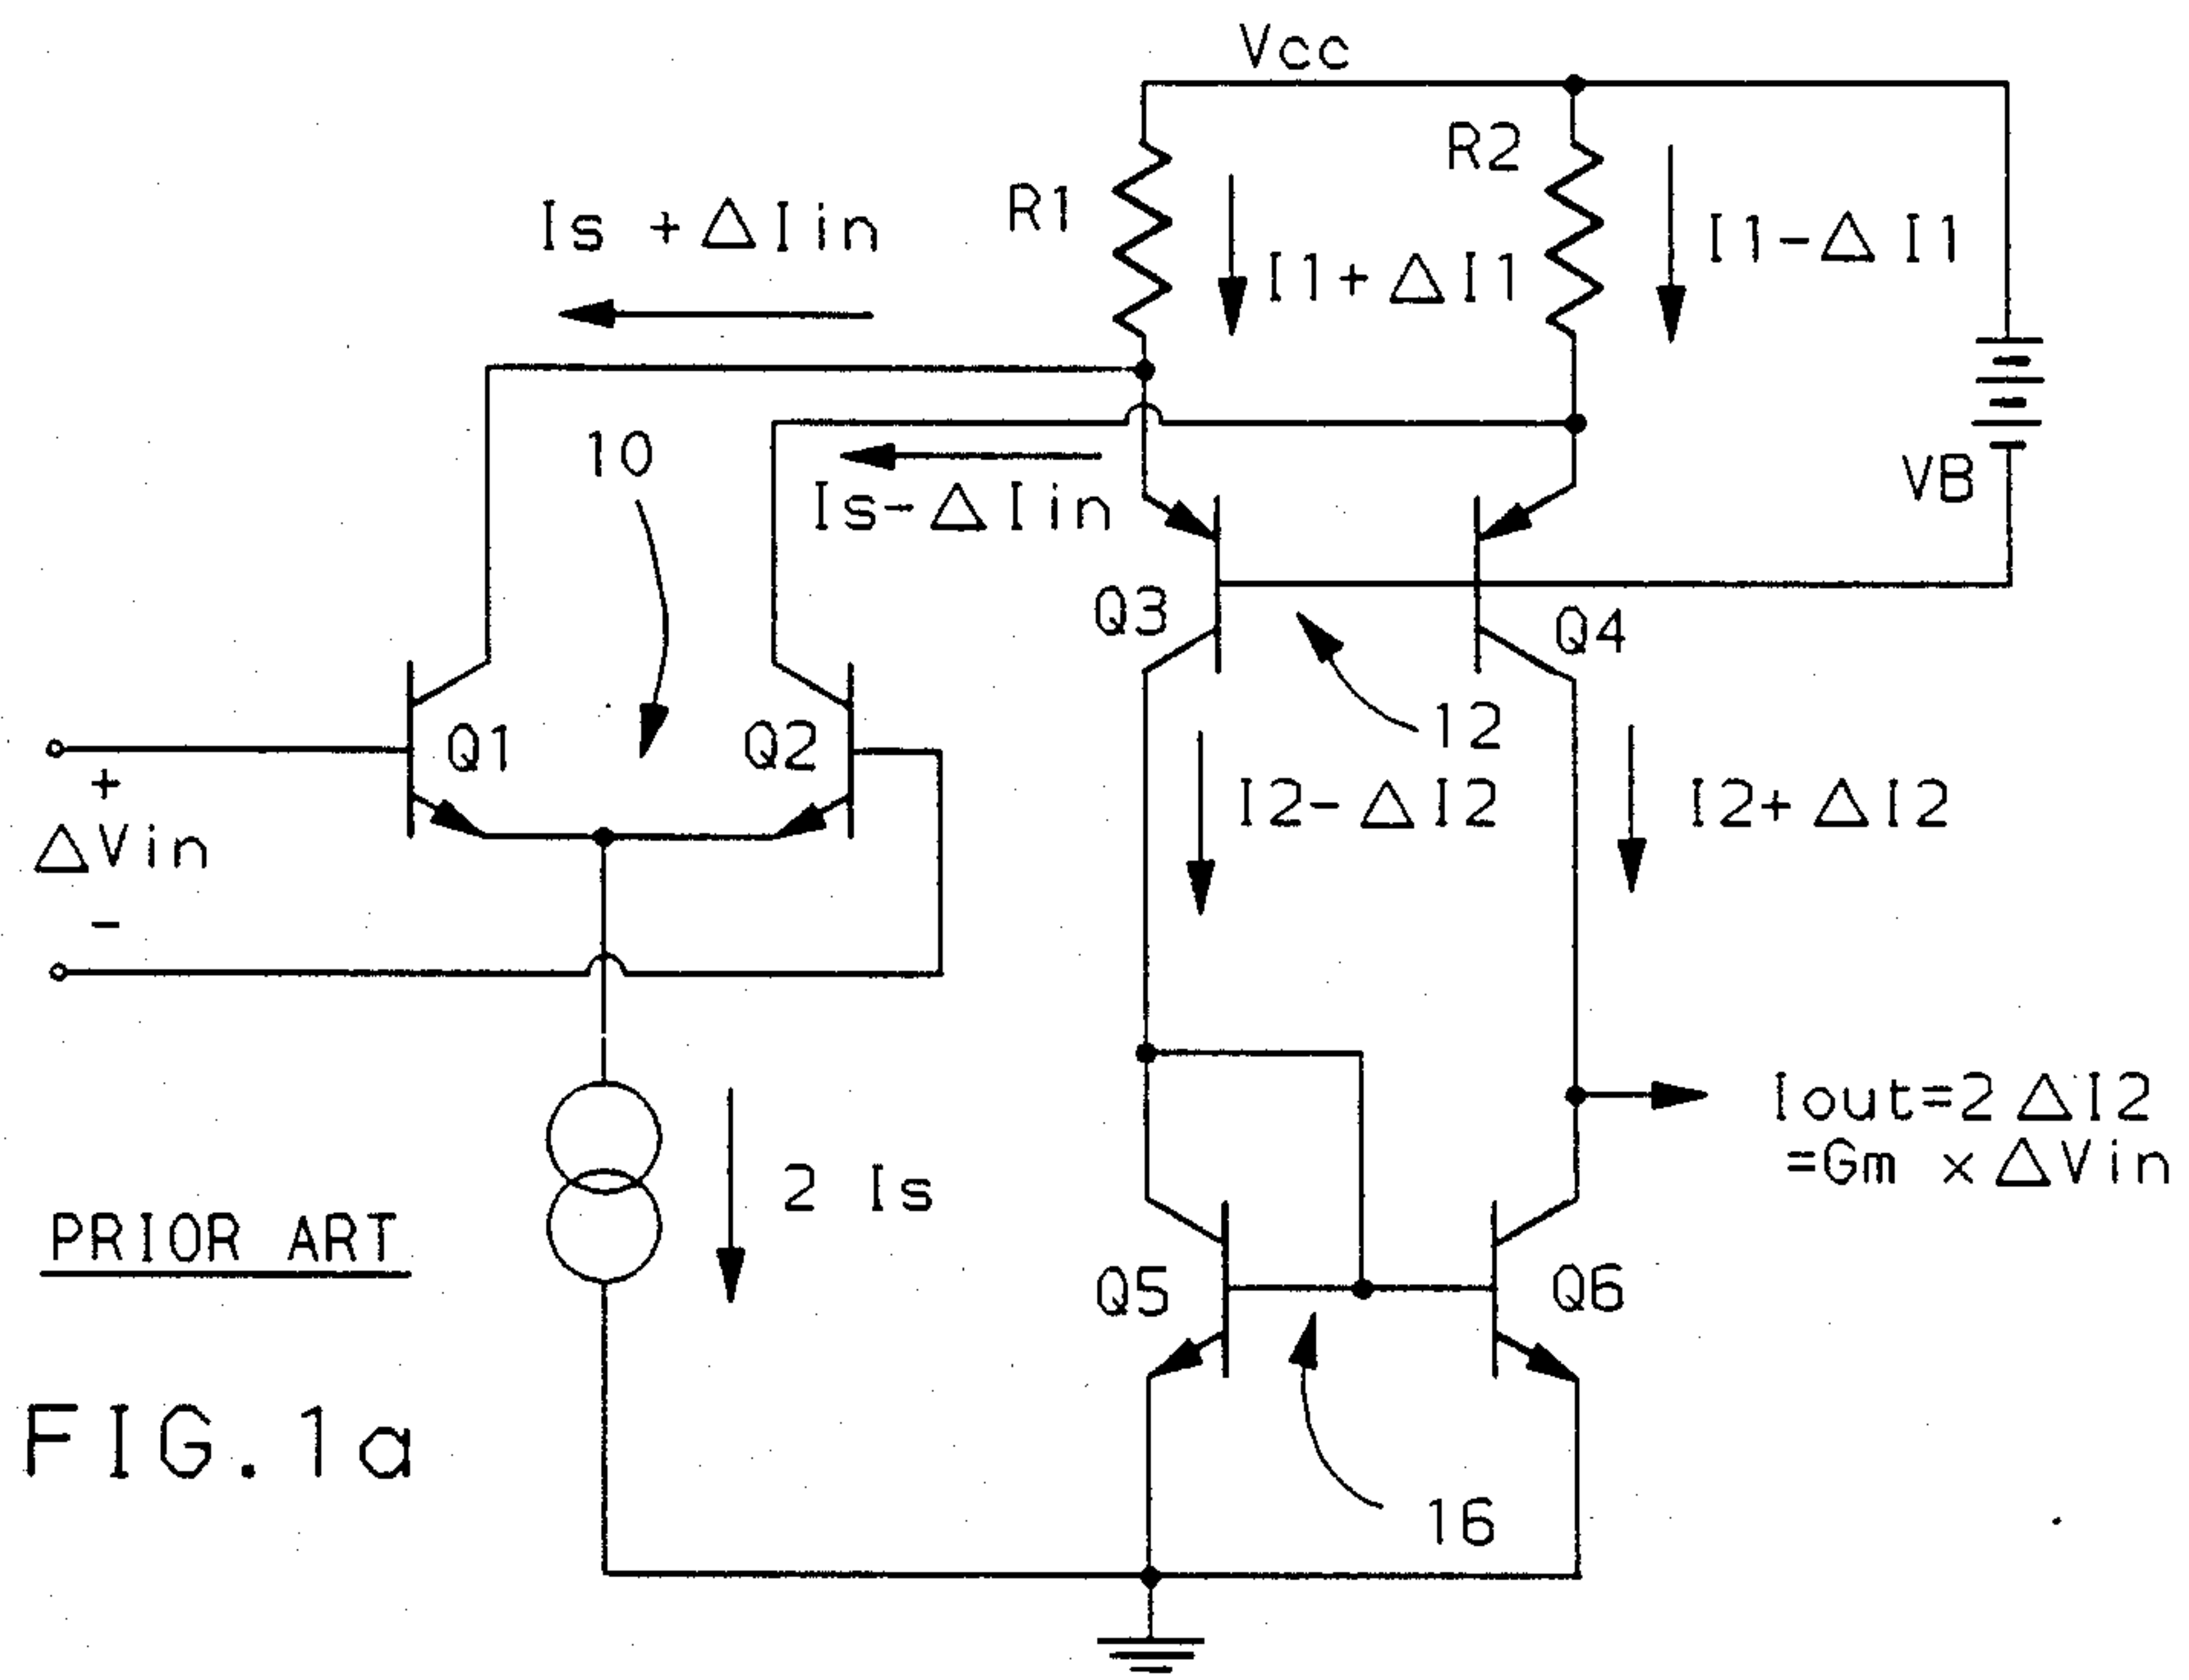 Vcc
R2
R1
Is + ΔIin
I1+ΔI1
I1-ΔI1
10
Is-ΔIin
VB
Q3
Q4
12
Q1
Q2
+
ΔVin
-
I2-ΔI2
I2+ΔI2
Iout=2ΔI2
=Gm x ΔVin
2 Is
PRIOR ART
Q5
Q6
16
FIG.1a